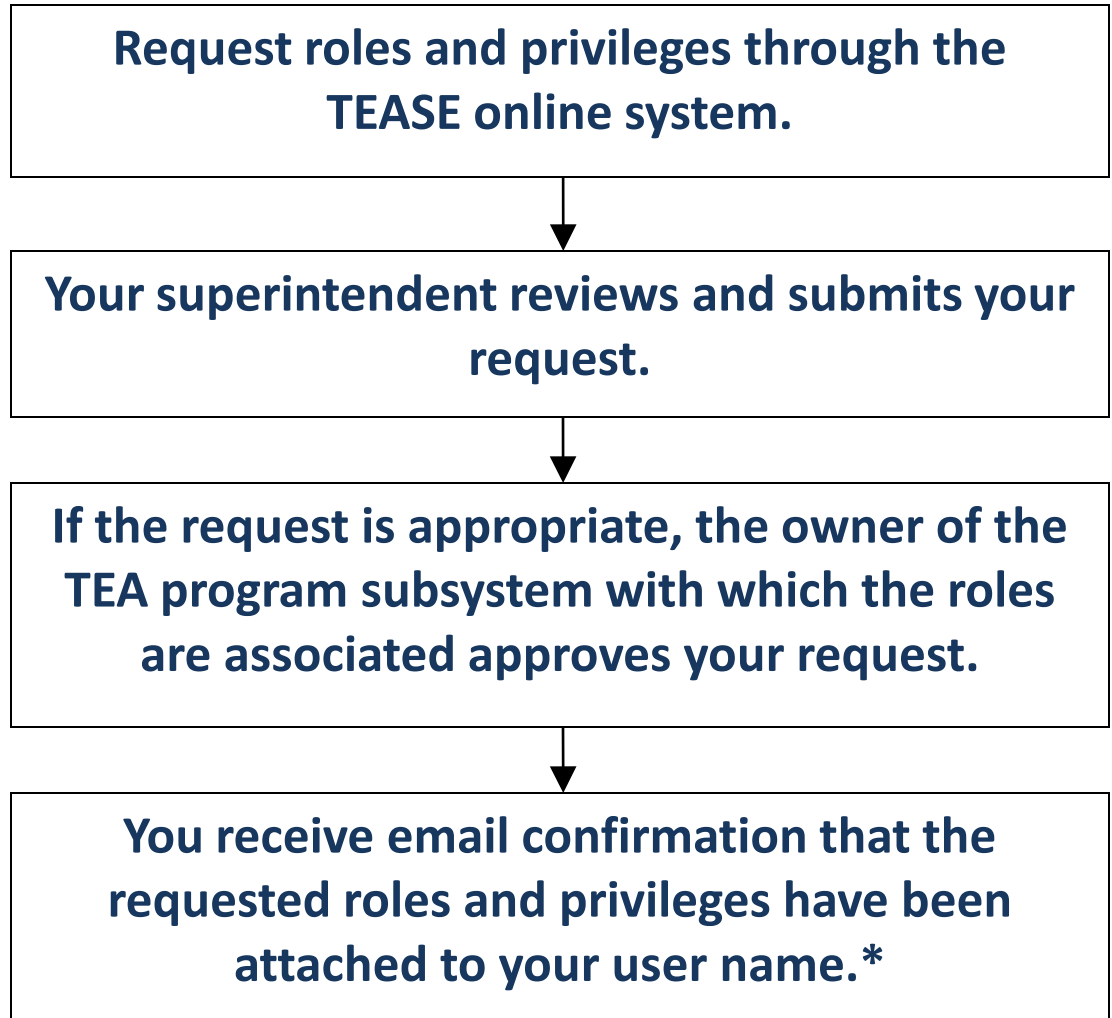 Request roles and privileges through the
TEASE online system.
Your superintendent reviews and submits your
request.
If the request is appropriate, the owner of the
TEA program subsystem with which the roles
are associated approves your request.
You receive email confirmation that the
requested roles and privileges have been
attached to your user name.*